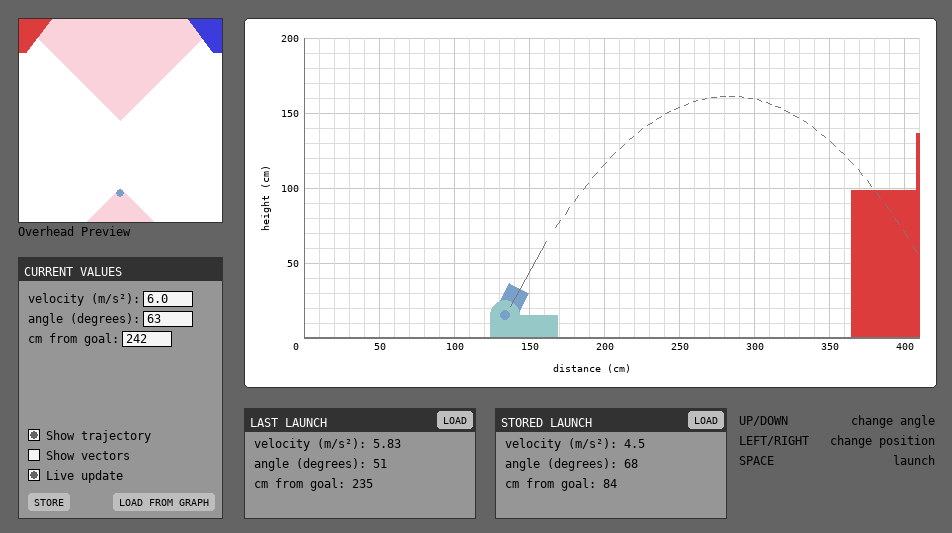 Overhead Preview
CURRENT VALUES
velocity (m/s²): 6.0
angle (degrees): 63
cm from goal: 242
Show trajectory
Show vectors
Live update
STORE
LOAD FROM GRAPH
200
150
100
50
height (cm)
0 50 100 150 200 250 300 350 400
distance (cm)
LAST LAUNCH LOAD
velocity (m/s²): 5.83
angle (degrees): 51
cm from goal: 235
STORED LAUNCH LOAD
velocity (m/s²): 4.5
angle (degrees): 68
cm from goal: 84
UP/DOWN change angle
LEFT/RIGHT change position
SPACE launch